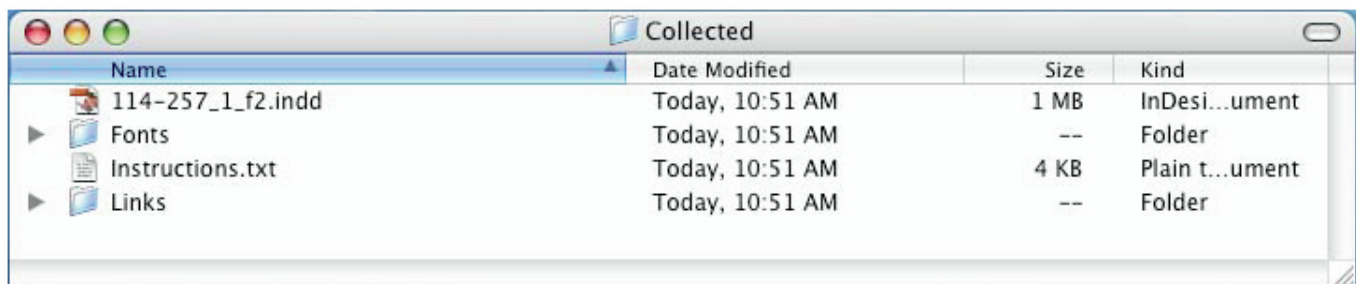 Collected
Name Date Modified Size Kind
114-257_1_f2.indd Today, 10:51 AM 1 MB InDesi...ument
Fonts Today, 10:51 AM -- Folder
Instructions.txt Today, 10:51 AM 4 KB Plain t...ument
Links Today, 10:51 AM -- Folder